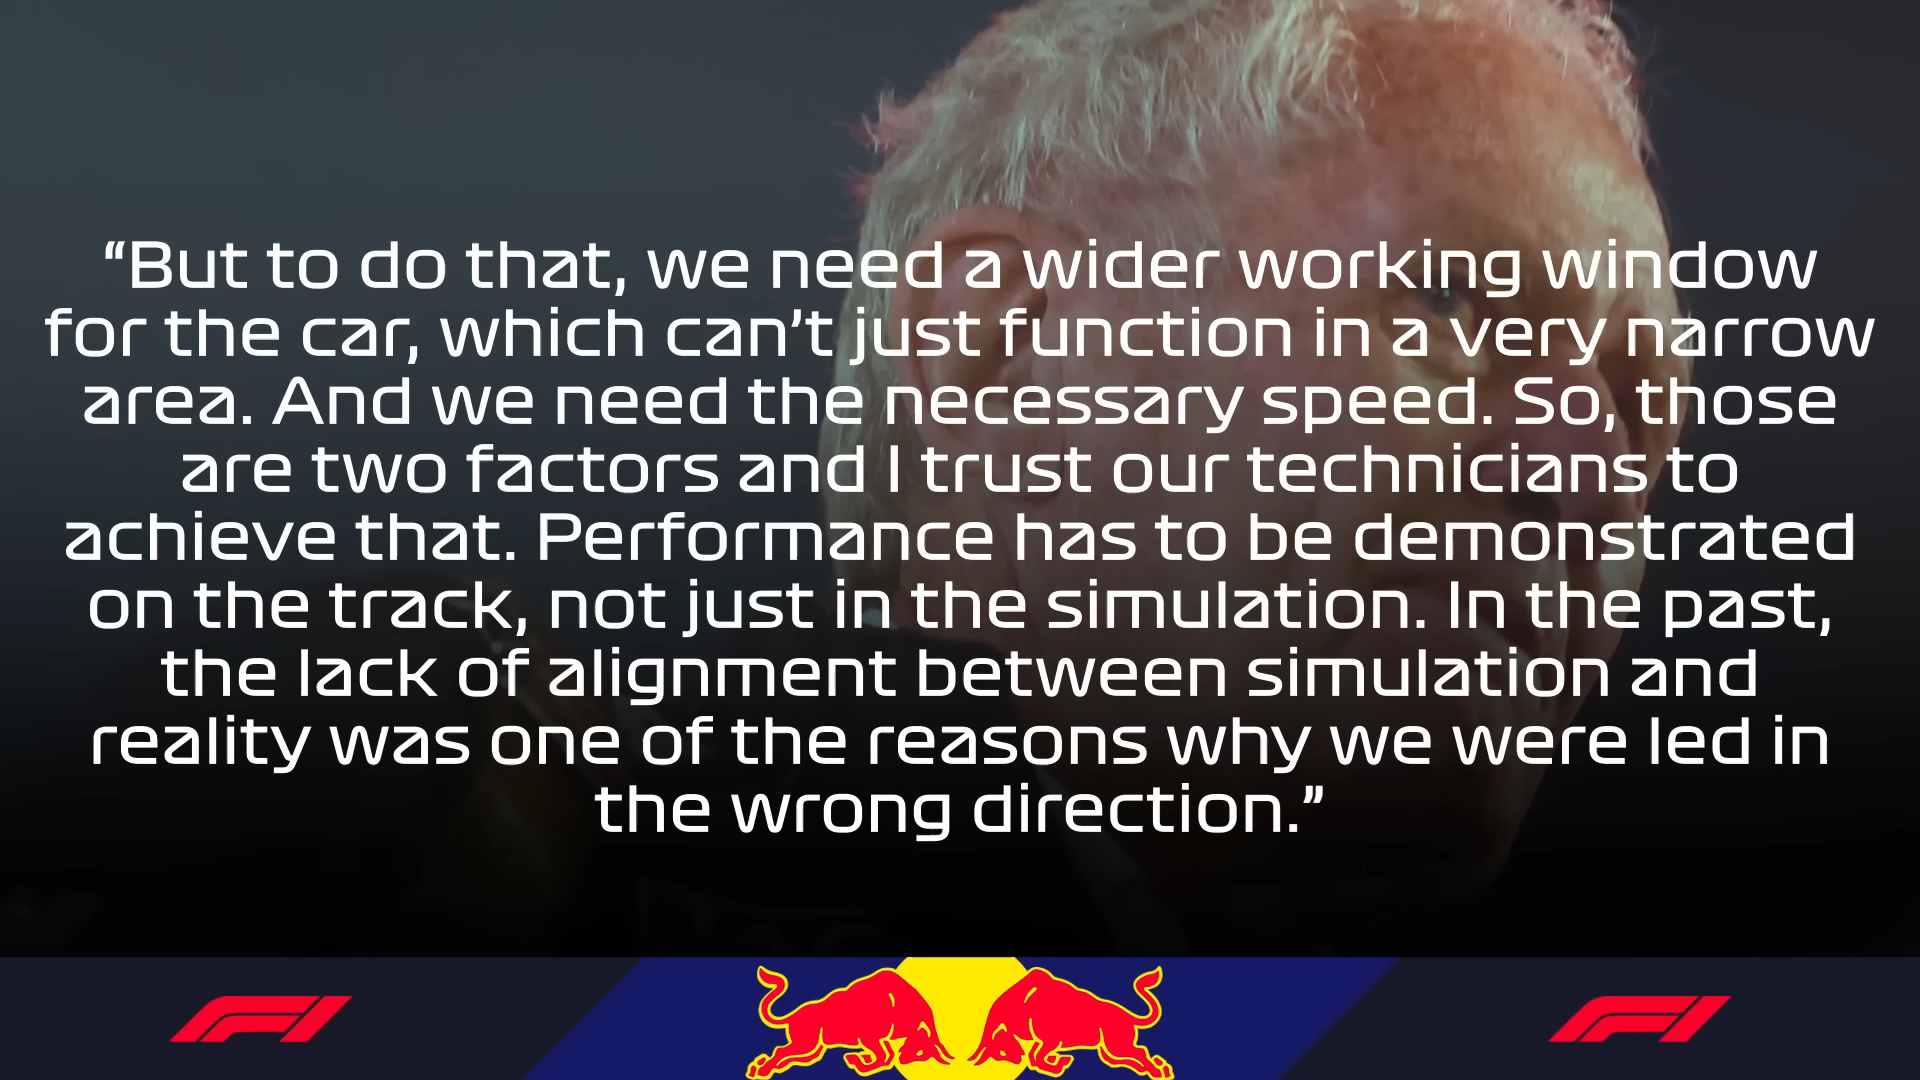 “But to do that, we need a wider working window
for the car, which can’t just function in a very narrow
area. And we need the necessary speed. So, those
are two factors and I trust our technicians to
achieve that. Performance has to be demonstrated
on the track, not just in the simulation. In the past,
the lack of alignment between simulation and
reality was one of the reasons why we were led in
the wrong direction.”
F1 F1